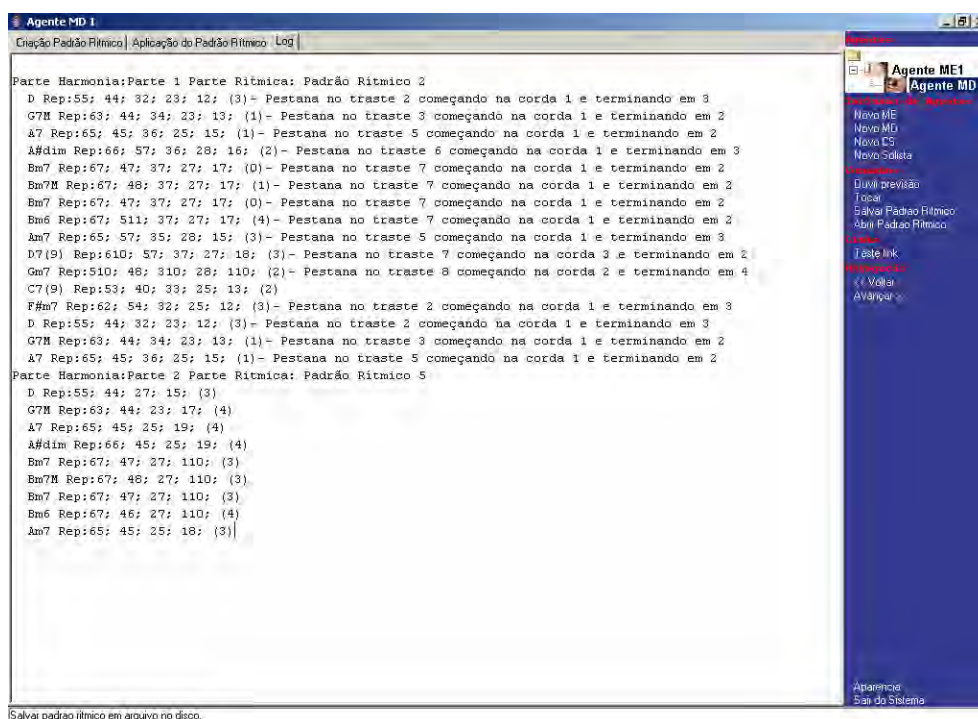 Agente MD 1
Criação Padrão Rítmico Aplicação do Padrão Rítmico Log
Parte Harmonia:Parte 1 Parte Rítmica: Padrão Rítmico 2
D Rep:55; 44; 32; 23; 12; (3)- Pestana no traste 2 começando na corda 1 e terminando em 3
G7M Rep:63; 44; 34; 23; 13; (1)- Pestana no traste 3 começando na corda 1 e terminando em 2
A7 Rep:65; 45; 36; 25; 15; (1)- Pestana no traste 5 começando na corda 1 e terminando em 2
A#dim Rep:66; 57; 36; 28; 16; (2)- Pestana no traste 6 começando na corda 1 e terminando em 3
Bm7 Rep:67; 47; 37; 27; 17; (0)- Pestana no traste 7 começando na corda 1 e terminando em 2
Bm7M Rep:67; 48; 37; 27; 17; (1)- Pestana no traste 7 começando na corda 1 e terminando em 2
Bm7 Rep:67; 47; 37; 27; 17; (0)- Pestana no traste 7 começando na corda 1 e terminando em 2
Bm6 Rep:67; 511; 37; 27; 17; (4)- Pestana no traste 7 começando na corda 1 e terminando em 2
Am7 Rep:65; 57; 35; 28; 15; (3)- Pestana no traste 5 começando na corda 1 e terminando em 3
D7(9) Rep:610; 57; 37; 27; 18; (3)- Pestana no traste 7 começando na corda 3 e terminando em 2
Gm7 Rep:510; 48; 310; 28; 110; (2)- Pestana no traste 8 começando na corda 2 e terminando em 4
C7(9) Rep:53; 40; 33; 25; 13; (2)
F#m7 Rep:62; 54; 32; 25; 12; (3)- Pestana no traste 2 começando na corda 1 e terminando em 3
D Rep:55; 44; 32; 23; 12; (3)- Pestana no traste 2 começando na corda 1 e terminando em 3
G7M Rep:63; 44; 34; 23; 13; (1)- Pestana no traste 3 começando na corda 1 e terminando em 2
A7 Rep:65; 45; 36; 25; 15; (1)- Pestana no traste 5 começando na corda 1 e terminando em 2
Parte Harmonia:Parte 2 Parte Rítmica: Padrão Rítmico 5
D Rep:55; 44; 27; 15; (3)
G7M Rep:63; 44; 23; 17; (4)
A7 Rep:65; 45; 25; 19; (4)
A#dim Rep:66; 45; 25; 19; (4)
Bm7 Rep:67; 47; 27; 110; (3)
Bm7M Rep:67; 48; 27; 110; (3)
Bm7 Rep:67; 47; 27; 110; (3)
Bm6 Rep:67; 46; 27; 110; (4)
Am7 Rep:65; 45; 25; 18; (3)
Agente ME1
Agente MD
Novo ME
Novo MD
Novo CS
Novo Solista
Ouvir previsão
Tocar
Salvar Padrao Ritmico
Abrir Padrao Ritmico
Teste link
<< Voltar
Avançar >
Aparencia
Sair do Sistema
Salvar padrao ritmico em arquivo no disco.